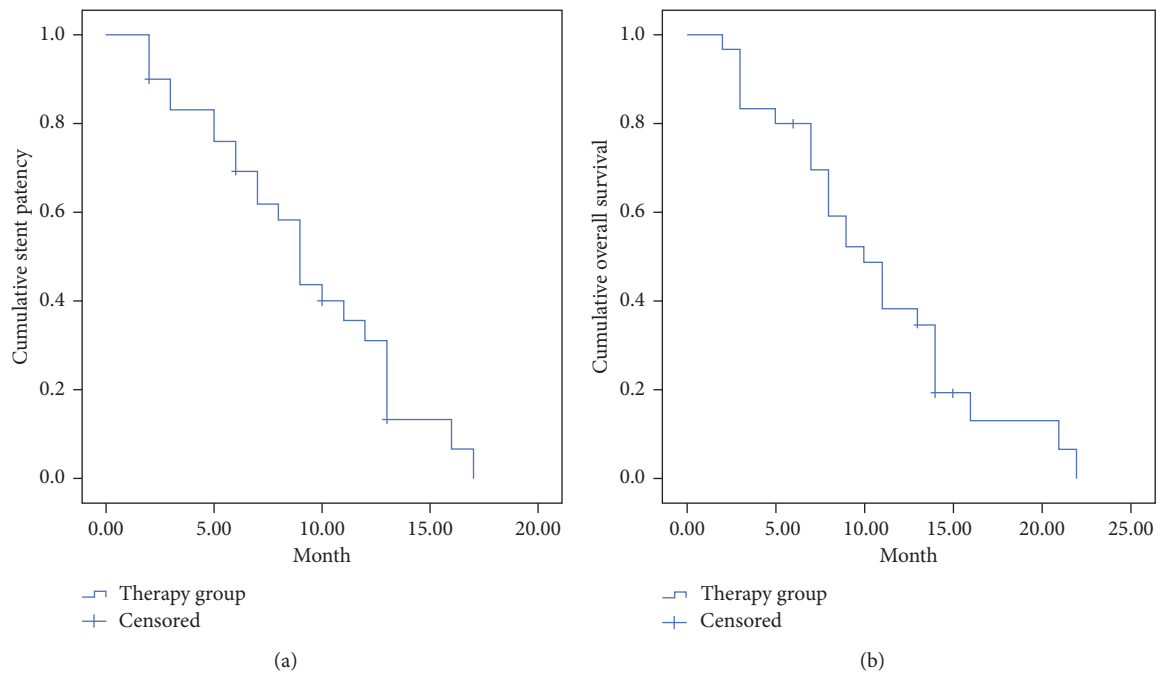 1.0
0.8
0.6
0.4
0.2
0.0
Cumulative stent patency
0.00
5.00
10.00
15.00
20.00
Month
Therapy group
Censored
(a)
1.0
0.8
0.6
0.4
0.2
0.0
Cumulative overall survival
0.00
5.00
10.00
15.00
20.00
25.00
Month
Therapy group
Censored
(b)